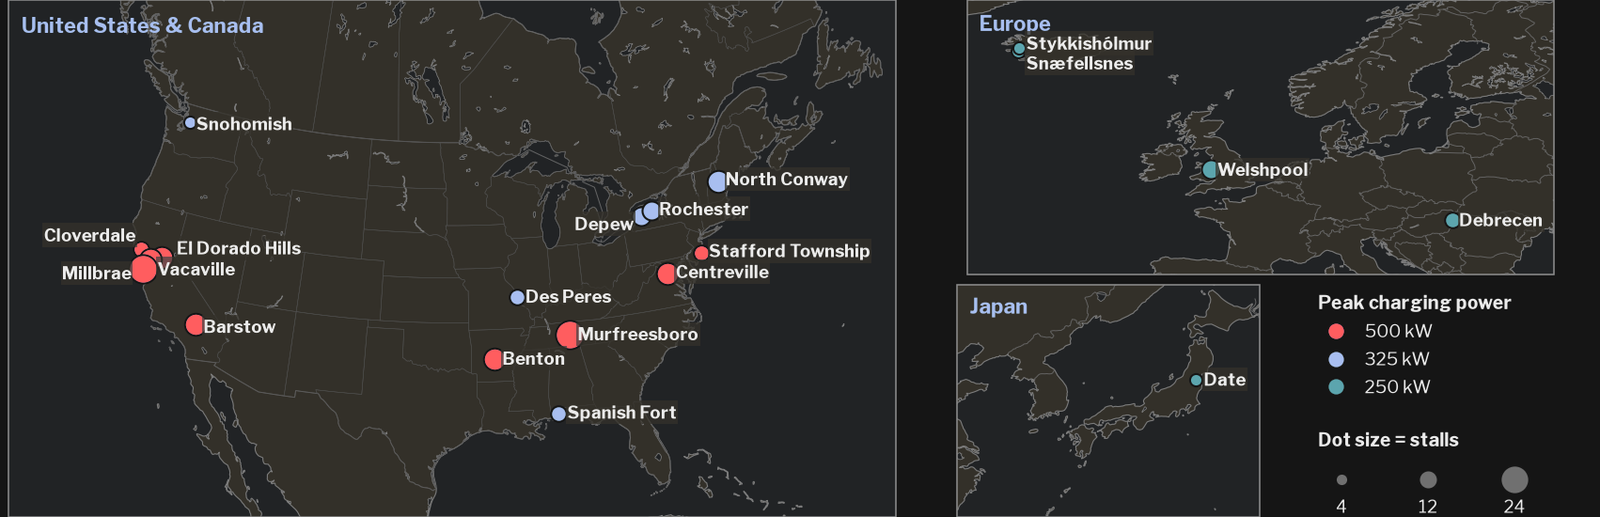 United States & Canada
Snohomish
North Conway
Rochester
Depew
Cloverdale
El Dorado Hills
Stafford Township
Millbrae
Vacaville
Centreville
Des Peres
Barstow
Murfreesboro
Benton
Spanish Fort
Europe
Stykkishólmur
Snæfellsnes
Welshpool
Debrecen
Japan
Date
Peak charging power
500 kW
325 kW
250 kW
Dot size = stalls
4 12 24